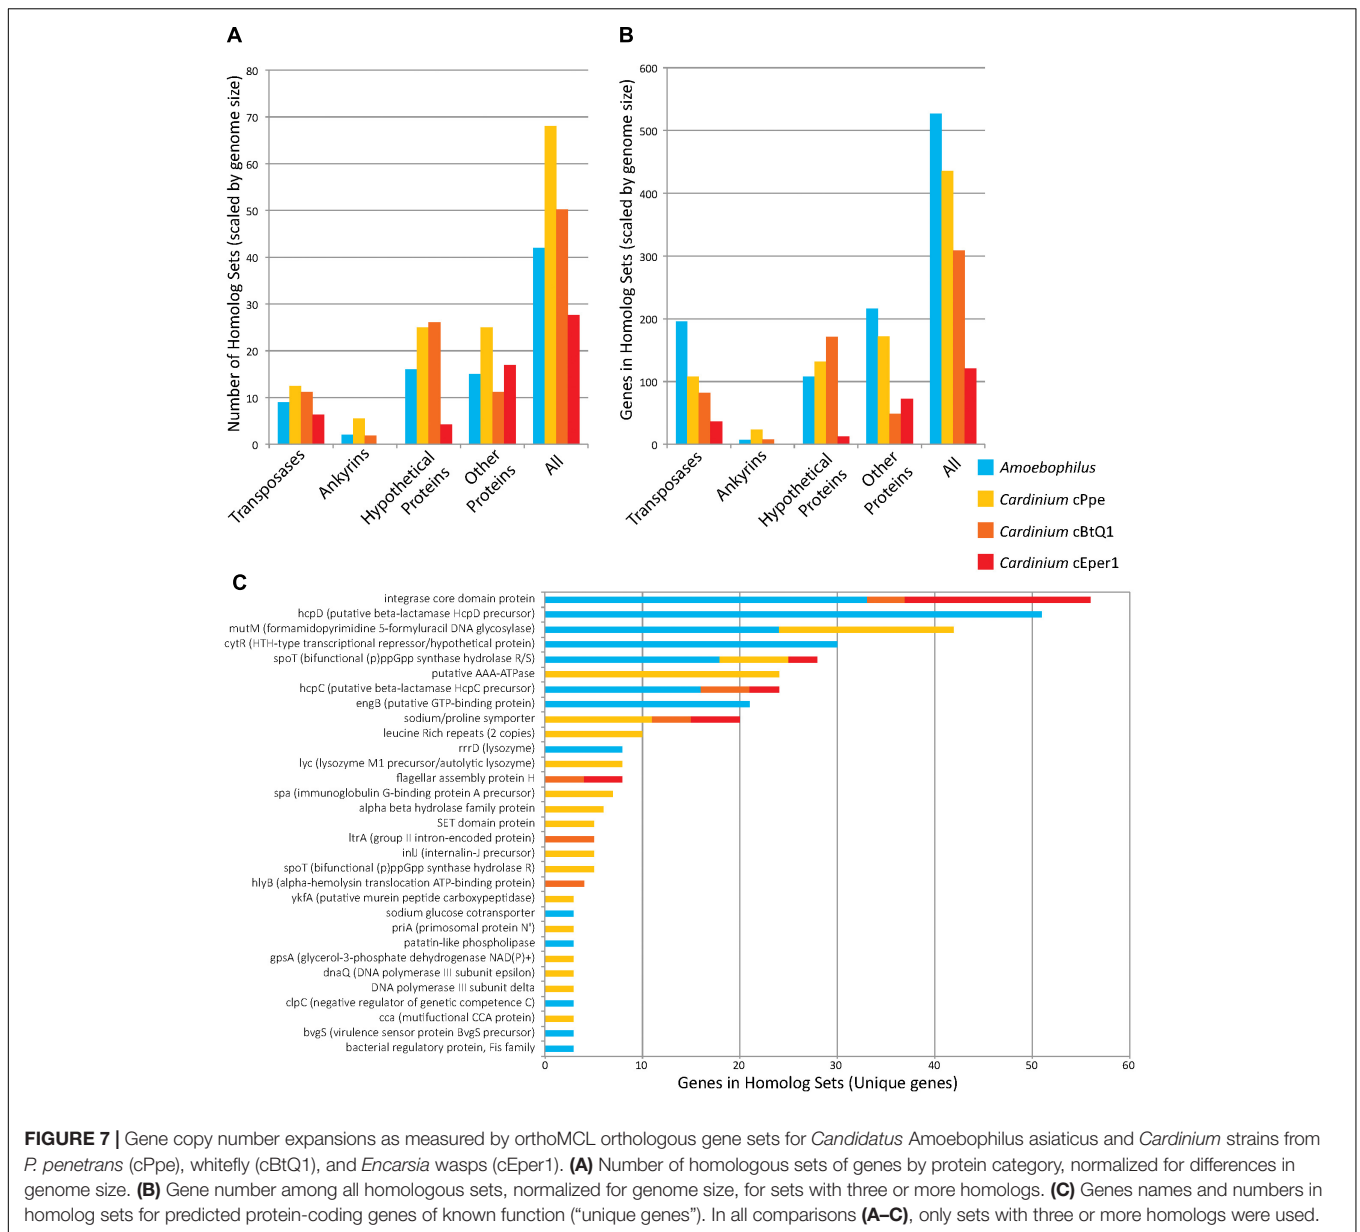 A
B
Number of Homolog Sets (scaled by genome size)
80
70
60
50
40
30
20
10
0
Transposases
Ankyrins
Hypothetical
Proteins
Other
Proteins
All
Genes in Homolog Sets (scaled by genome size)
600
500
400
300
200
100
0
Transposases
Ankyrins
Hypothetical
Proteins
Other
Proteins
All
Amoebophilus
Cardinium cPpe
Cardinium cBtQ1
Cardinium cEper1
C
integrase core domain protein
hcpD (putative beta-lactamase HcpD precursor)
mutM (formamidopyrimidine 5-formyluracil DNA glycosylase)
cytR (HTH-type transcriptional repressor/hypothetical protein)
spoT (bifunctional (p)ppGpp synthase hydrolase R/S)
putative AAA-ATPase
hcpC (putative beta-lactamase HcpC precursor)
engB (putative GTP-binding protein)
sodium/proline symporter
leucine Rich repeats (2 copies)
rrrD (lysozyme)
lyc (lysozyme M1 precursor/autolytic lysozyme)
flagellar assembly protein H
spa (immunoglobulin G-binding protein A precursor)
alpha beta hydrolase family protein
SET domain protein
ltrA (group II intron-encoded protein)
inlJ (internalin-J precursor)
spoT (bifunctional (p)ppGpp synthase hydrolase R)
hlyB (alpha-hemolysin translocation ATP-binding protein)
ykfA (putative murein peptide carboxypeptidase)
sodium glucose cotransporter
priA (primosomal protein N')
patatin-like phospholipase
gpsA (glycerol-3-phosphate dehydrogenase NAD(P)+)
dnaQ (DNA polymerase III subunit epsilon)
DNA polymerase III subunit delta
clpC (negative regulator of genetic competence C)
cca (mutifuctional CCA protein)
bvgS (virulence sensor protein BvgS precursor)
bacterial regulatory protein, Fis family
0 10 20 30 40 50 60
Genes in Homolog Sets (Unique genes)
FIGURE 7 | Gene copy number expansions as measured by orthoMCL orthologous gene sets for Candidatus Amoebophilus asiaticus and Cardinium strains from
P. penetrans (cPpe), whitefly (cBtQ1), and Encarsia wasps (cEper1). (A) Number of homologous sets of genes by protein category, normalized for differences in
genome size. (B) Gene number among all homologous sets, normalized for genome size, for sets with three or more homologs. (C) Genes names and numbers in
homolog sets for predicted protein-coding genes of known function ("unique genes"). In all comparisons (A–C), only sets with three or more homologs were used.